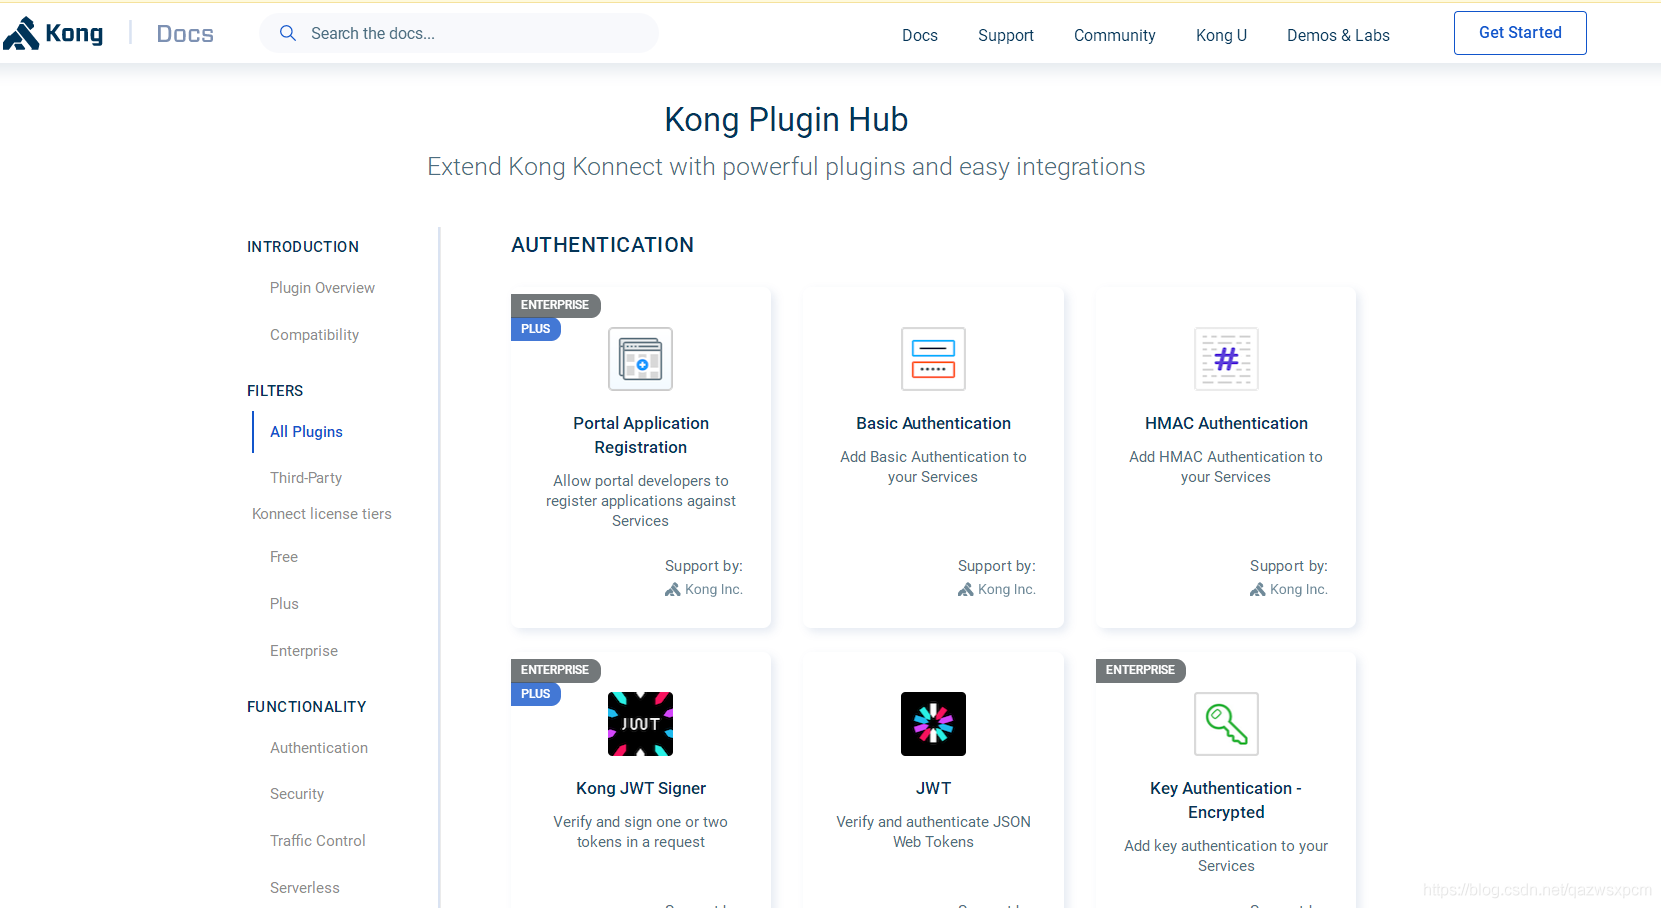 Kong
Docs
Search the docs...
Docs
Support
Community
Kong U
Demos & Labs
Get Started
Kong Plugin Hub
Extend Kong Konnect with powerful plugins and easy integrations
INTRODUCTION
Plugin Overview
Compatibility
FILTERS
All Plugins
Third-Party
Konnect license tiers
Free
Plus
Enterprise
FUNCTIONALITY
Authentication
Security
Traffic Control
Serverless
AUTHENTICATION
ENTERPRISE
PLUS
Portal Application
Registration
Allow portal developers to
register applications against
Services
Support by:
Kong Inc.
Basic Authentication
Add Basic Authentication to
your Services
Support by:
Kong Inc.
#
HMAC Authentication
Add HMAC Authentication to
your Services
Support by:
Kong Inc.
ENTERPRISE
PLUS
JWT
Kong JWT Signer
Verify and sign one or two
tokens in a request
JWT
Verify and authenticate JSON
Web Tokens
ENTERPRISE
Key Authentication -
Encrypted
Add key authentication to your
Services
https://blog.csdn.net/qazwsxpcm